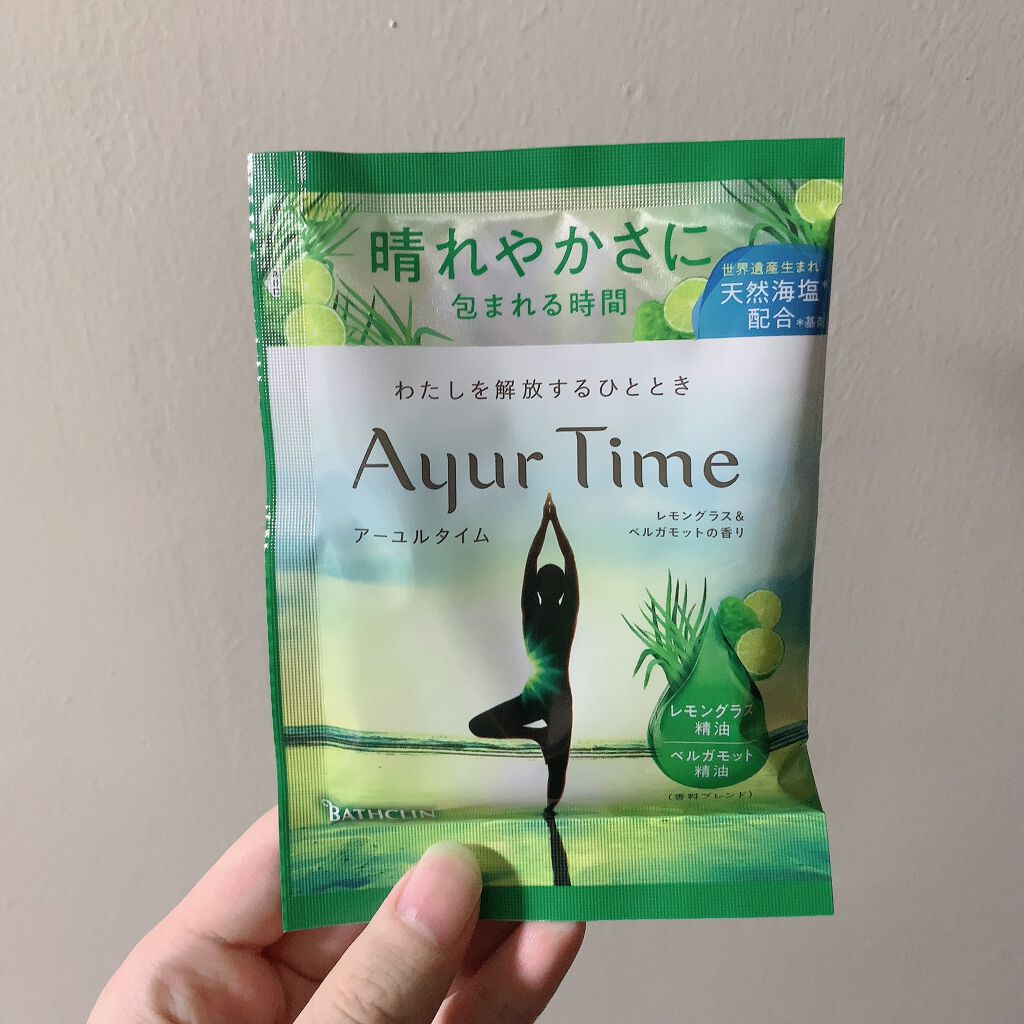 晴れやかさに
包まれる時間
世界遺産生まれ
天然海塩*
配合*基剤
わたしを解放するひととき
Ayur Time
アーユルタイム
レモングラス&
ベルガモットの香り
レモングラス
精油
ベルガモット
精油
(香料ブレンド)
BATHCLIN